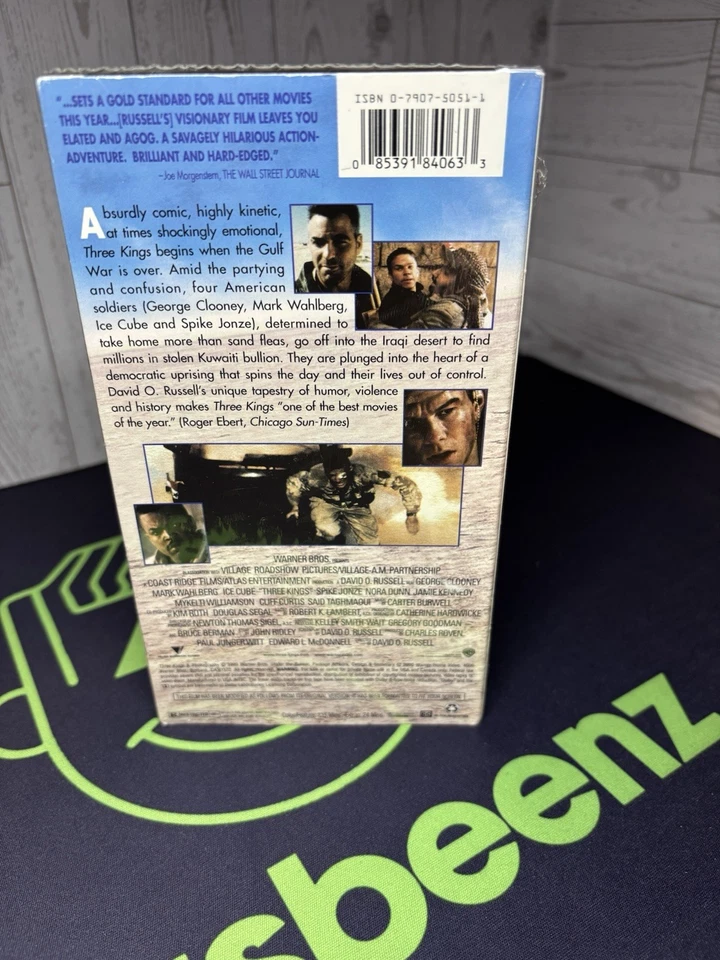 "...SETS A GOLD STANDARD FOR ALL OTHER MOVIES
THIS YEAR...[RUSSELL'S] VISIONARY FILM LEAVES YOU
ELATED AND AGOG. A SAVAGELY HILARIOUS ACTION-
ADVENTURE. BRILLIANT AND HARD-EDGED."
–Joe Morgenstern, THE WALL STREET JOURNAL
ISBN 0-7907-5051-1
0 85391 84063 3
Absurdly comic, highly kinetic,
at times shockingly emotional,
Three Kings begins when the Gulf
War is over. Amid the partying
and confusion, four American
soldiers (George Clooney, Mark Wahlberg,
Ice Cube and Spike Jonze), determined to
take home more than sand fleas, go off into the Iraqi desert to find
millions in stolen Kuwaiti bullion. They are plunged into the heart of a
democratic uprising that spins the day and their lives out of control.
David O. Russell's unique tapestry of humor, violence
and history makes Three Kings "one of the best movies
of the year." (Roger Ebert, Chicago Sun-Times)
WARNER BROS.
VILLAGE ROADSHOW PICTURES/VILLAGE-A.M. PARTNERSHIP
COAST RIDGE FILMS/ATLAS ENTERTAINMENT DAVID O. RUSSELL GEORGE CLOONEY
MARK WAHLBERG ICE CUBE "THREE KINGS" SPIKE JONZE NORA DUNN JAMIE KENNEDY
MYKELTI WILLIAMSON CLIFF CURTIS SAID TAGHMAOUI CARTER BURWELL
KIM ROTH DOUGLAS SEGAL ROBERT K. LAMBERT CATHERINE HARDWICKE
NEWTON THOMAS SIGEL KELLEY SMITH-WAIT GREGORY GOODMAN
BRUCE BERMAN JOHN RIDLEY DAVID O. RUSSELL CHARLES ROVEN
PAUL JUNGER WITT EDWARD L. McDONNELL DAVID O. RUSSELL
sbeenz